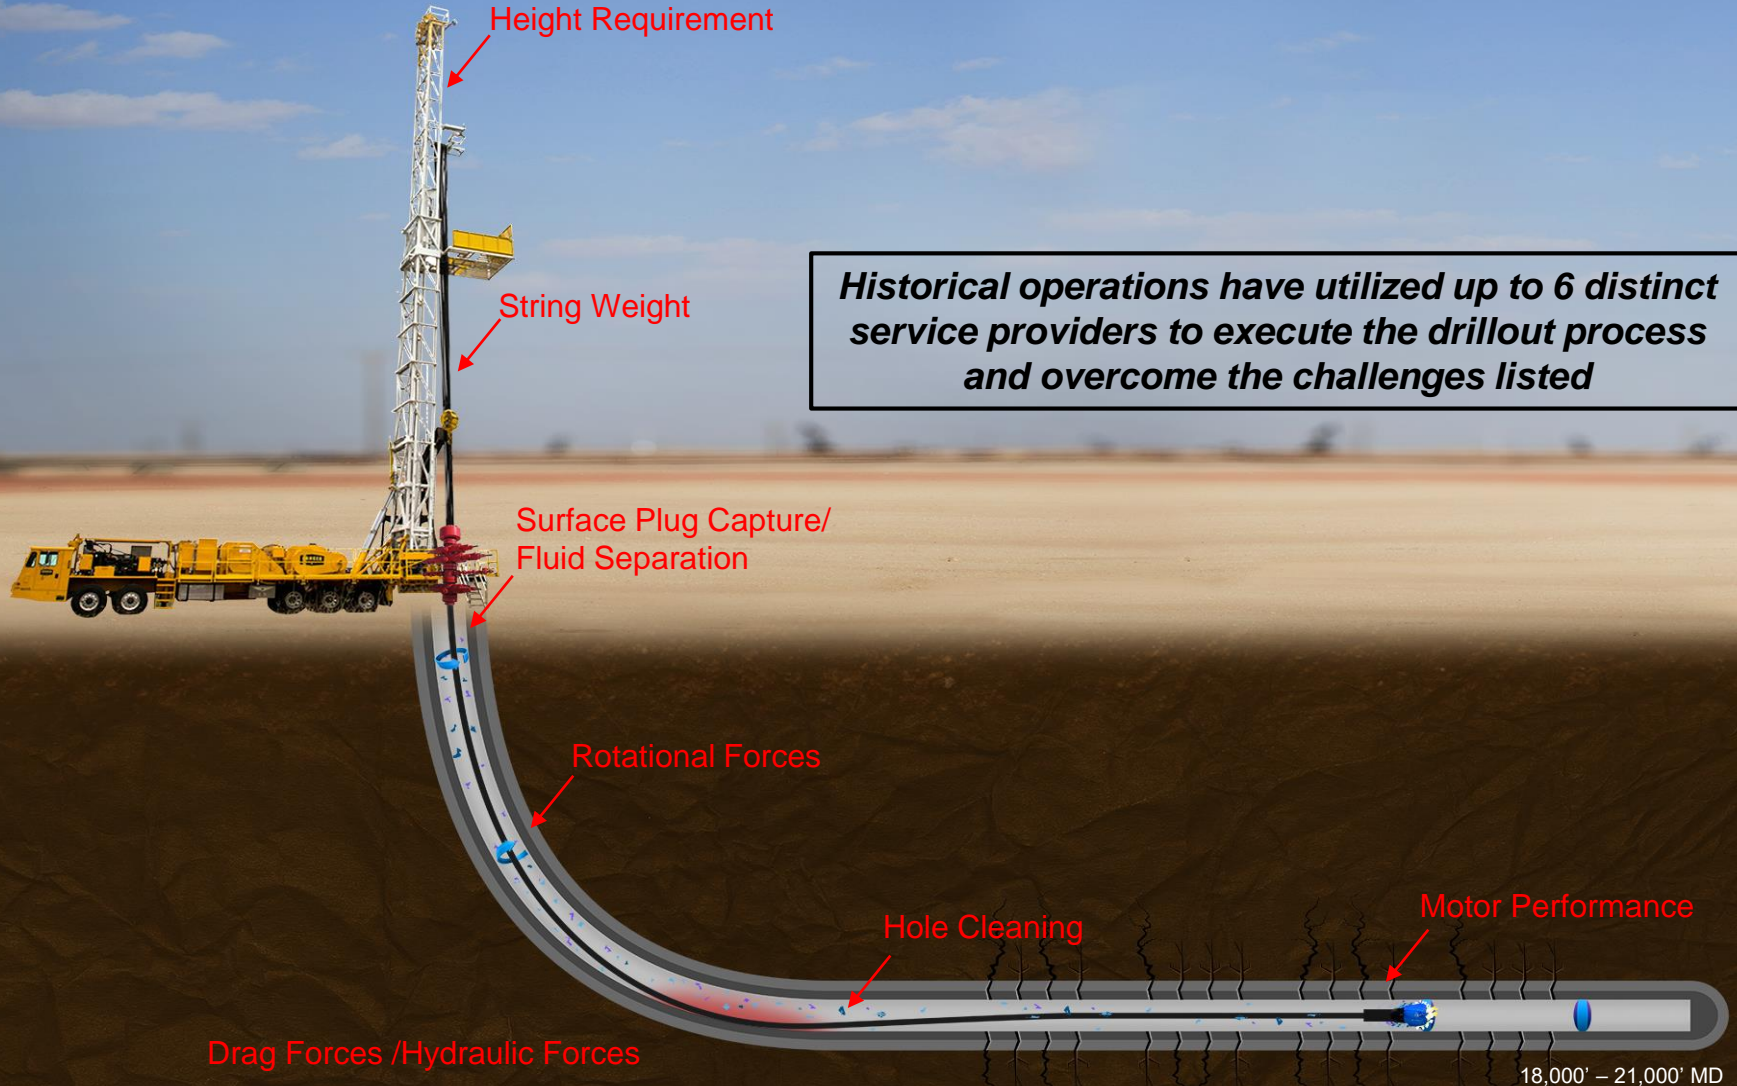 Height Requirement
String Weight
Historical operations have utilized up to 6 distinct
service providers to execute the drillout process
and overcome the challenges listed
Surface Plug Capture/
Fluid Separation
Rotational Forces
Hole Cleaning
Motor Performance
Drag Forces /Hydraulic Forces
18,000’ – 21,000’ MD